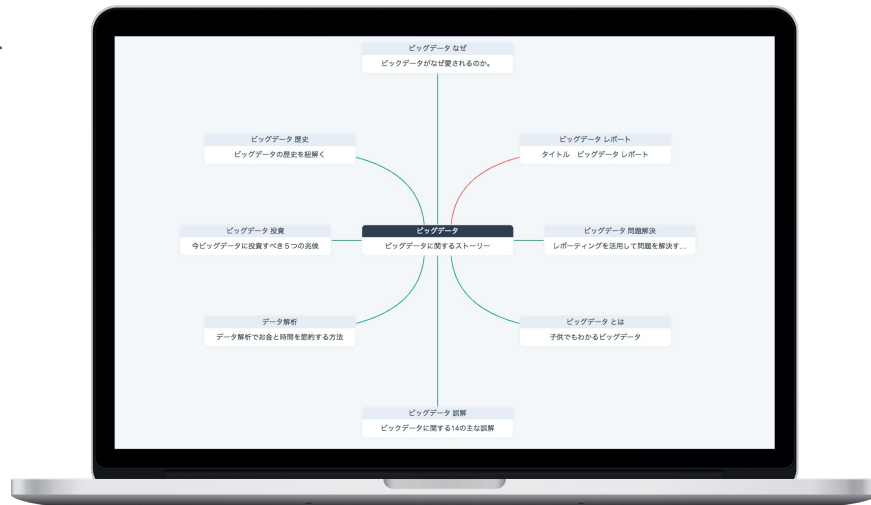 ビッグデータ なぜ
ビックデータがなぜ愛されるのか。
ビッグデータ 歴史
ビッグデータの歴史を紐解く
ビッグデータ レポート
タイトル　ビッグデータ レポート
ビッグデータ 投資
今ビッグデータに投資すべき５つの兆候
ビッグデータ
ビッグデータに関するストーリー
ビッグデータ 問題解決
レポーティングを活用して問題を解決す...
データ解析
データ解析でお金と時間を節約する方法
ビッグデータ とは
子供でもわかるビッグデータ
ビッグデータ 誤解
ビックデータに関する14の主な誤解